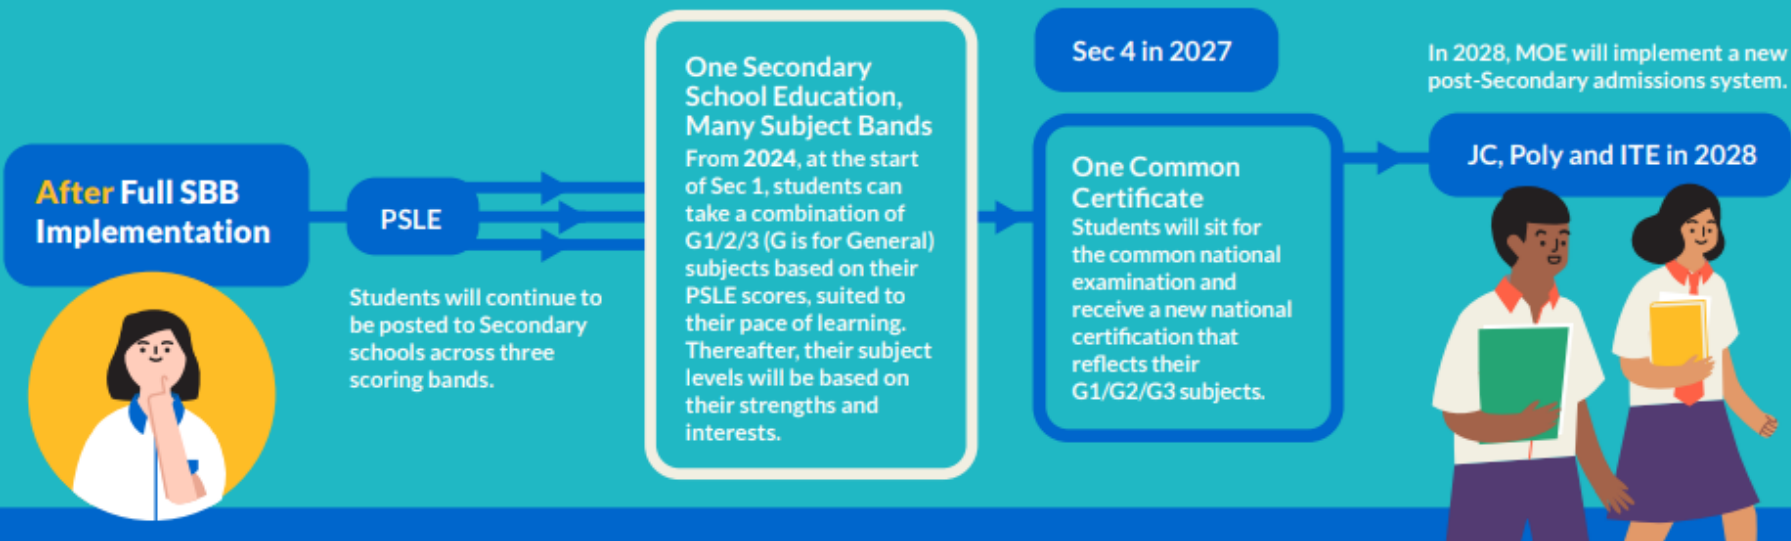 After Full SBB
Implementation
PSLE
Students will continue to
be posted to Secondary
schools across three
scoring bands.
One Secondary
School Education,
Many Subject Bands
From 2024, at the start
of Sec 1, students can
take a combination of
G1/2/3 (G is for General)
subjects based on their
PSLE scores, suited to
their pace of learning.
Thereafter, their subject
levels will be based on
their strengths and
interests.
Sec 4 in 2027
One Common
Certificate
Students will sit for
the common national
examination and
receive a new national
certification that
reflects their
G1/G2/G3 subjects.
In 2028, MOE will implement a new
post-Secondary admissions system.
JC, Poly and ITE in 2028